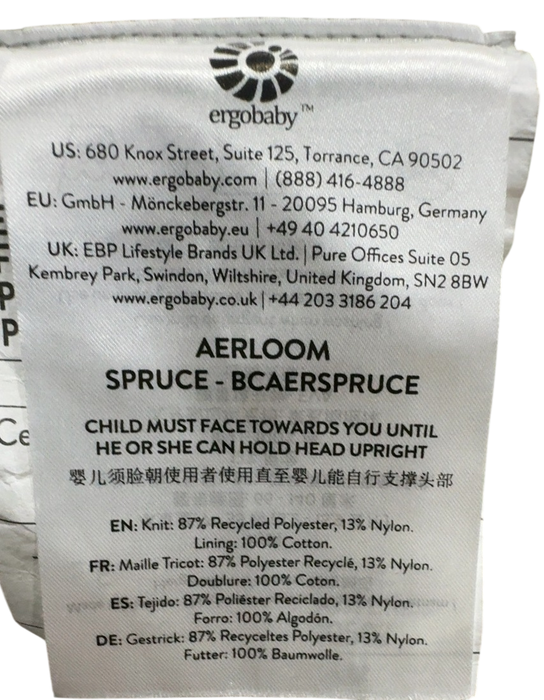 ergobaby™
US: 680 Knox Street, Suite 125, Torrance, CA 90502
www.ergobaby.com | (888) 416-4888
EU: GmbH - Mönckebergstr. 11 - 20095 Hamburg, Germany
www.ergobaby.eu | +49 40 4210650
UK: EBP Lifestyle Brands UK Ltd. | Pure Offices Suite 05
Kembrey Park, Swindon, Wiltshire, United Kingdom, SN2 8BW
www.ergobaby.co.uk | +44 203 3186 204
AERLOOM
SPRUCE - BCAERSPRUCE
CHILD MUST FACE TOWARDS YOU UNTIL
HE OR SHE CAN HOLD HEAD UPRIGHT
婴儿须脸朝使用者使用直至婴儿能自行支撑头部
EN: Knit: 87% Recycled Polyester, 13% Nylon.
Lining: 100% Cotton.
FR: Maille Tricot: 87% Polyester Recyclé, 13% Nylon.
Doublure: 100% Coton.
ES: Tejido: 87% Poliéster Reciclado, 13% Nylon.
Forro: 100% Algodón.
DE: Gestrick: 87% Recyceltes Polyester, 13% Nylon.
Futter: 100% Baumwolle.